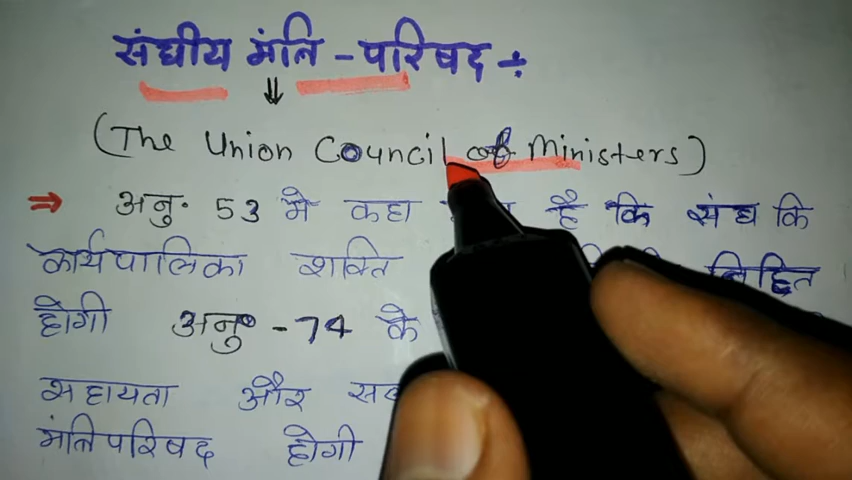 संघीय मंत्रि - परिषद ÷
(The Union Council of Ministers)
⇒ अनु. 53 मे कहा है कि संघ कि
कार्यपालिका शक्ति निहित
होगी अनु॰ -74 के
सहायता और
मंत्रिपरिषद होगी